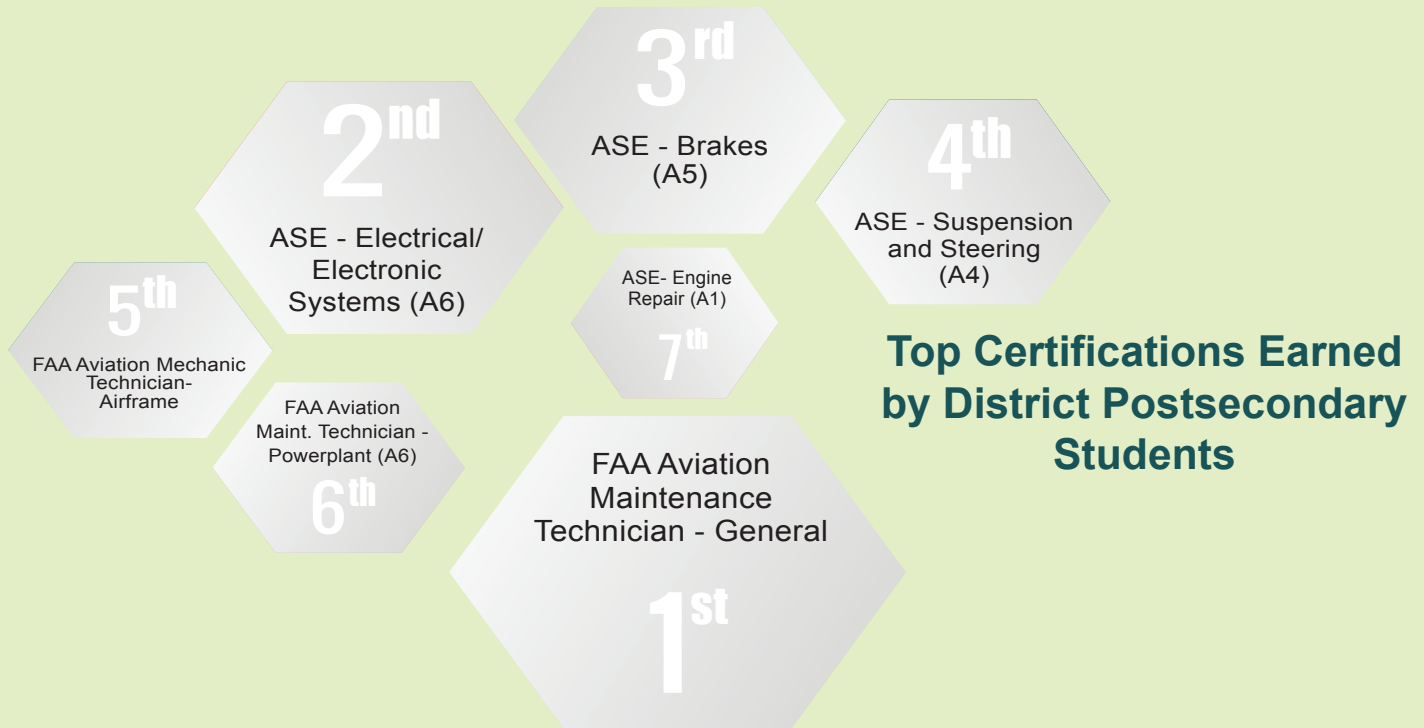 3rd
ASE - Brakes
(A5)
2nd
ASE - Electrical/
Electronic
Systems (A6)
4th
ASE - Suspension
and Steering
(A4)
5th
FAA Aviation Mechanic
Technician-
Airframe
ASE- Engine
Repair (A1)
7th
FAA Aviation
Maint. Technician -
Powerplant (A6)
6th
FAA Aviation
Maintenance
Technician - General
1st
Top Certifications Earned
by District Postsecondary
Students